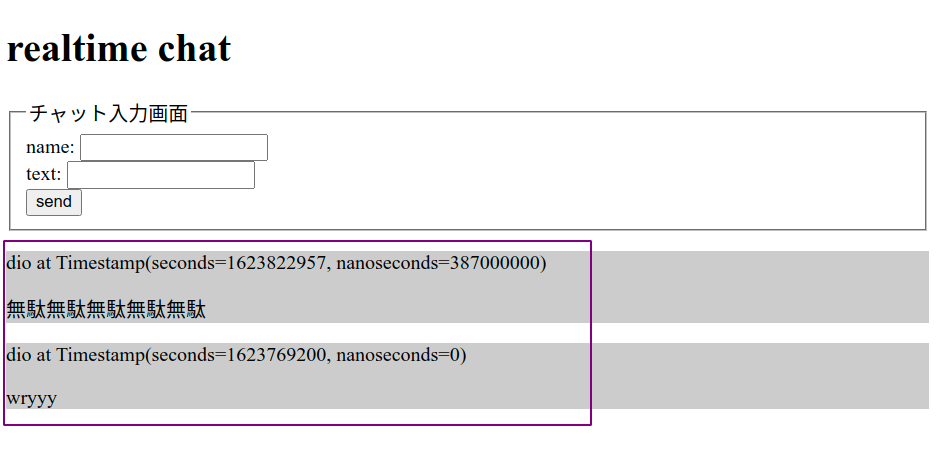 realtime chat
チャット入力画面
name:
text:
send
dio at Timestamp(seconds=1623822957, nanoseconds=387000000)
無駄無駄無駄無駄無駄
dio at Timestamp(seconds=1623769200, nanoseconds=0)
wryyy